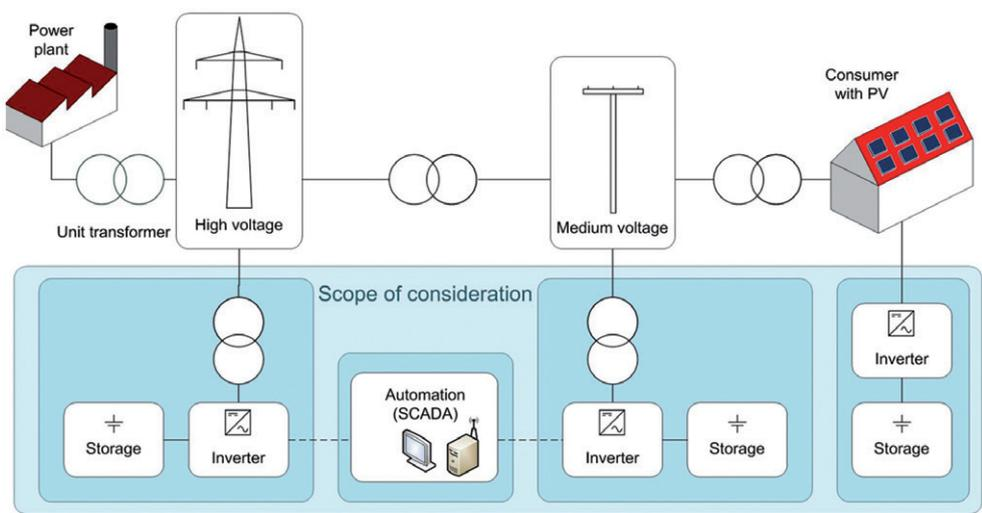 Power
plant
Unit transformer
High voltage
Medium voltage
Consumer
with PV
Scope of consideration
Storage
Inverter
Automation
(SCADA)
Inverter
Storage
Inverter
Storage